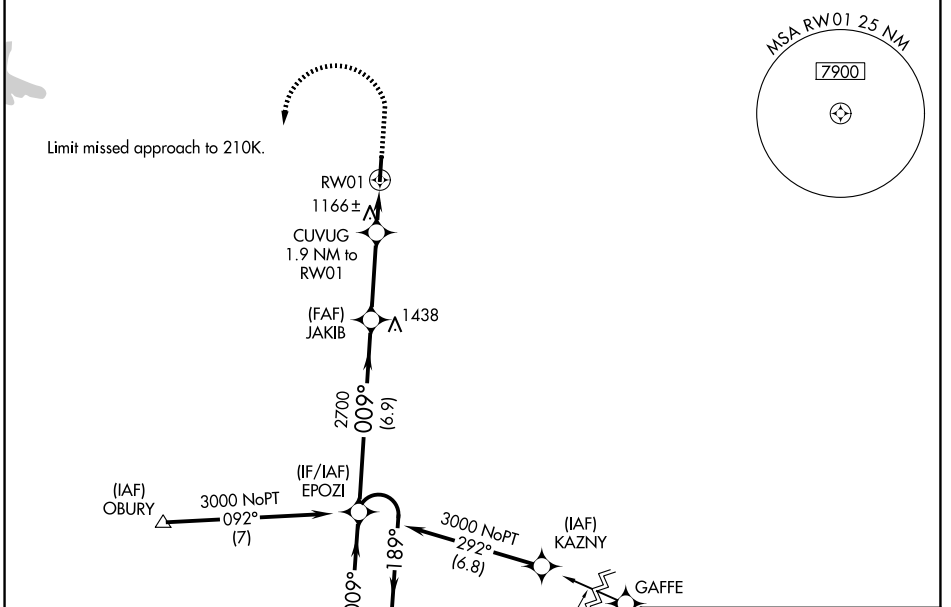 MSA RW01 25 NM
7900
Limit missed approach to 210K.
RW01
1166±
CUVUG
1.9 NM to
RW01
(FAF)
JAKIB
1438
2700
009°
(6.9)
(IF/IAF)
EPOZI
(IAF)
OBURY
3000 NoPT
092°
(7)
3000 NoPT
292°
(6.8)
(IAF)
KAZNY
189°
009°
GAFFE